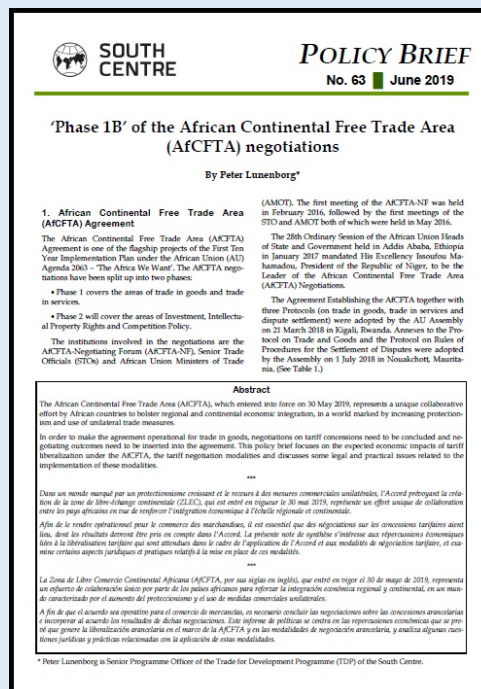 SOUTH
CENTRE
POLICY BRIEF
No. 63 June 2019
‘Phase 1B’ of the African Continental Free Trade Area
(AfCFTA) negotiations
By Peter Lunenborg*
1. African Continental Free Trade Area
(AfCFTA) Agreement
The African Continental Free Trade Area (AfCFTA)
Agreement is one of the flagship projects of the First Ten
Year Implementation Plan under the African Union (AU)
Agenda 2063 – ‘The Africa We Want’. The AfCFTA nego-
tiations have been split up into two phases:
• Phase 1 covers the areas of trade in goods and trade
in services.
• Phase 2 will cover the areas of Investment, Intellectu-
al Property Rights and Competition Policy.
The institutions involved in the negotiations are the
AfCFTA-Negotiating Forum (AfCFTA-NF), Senior Trade
Officials (STOs) and African Union Ministers of Trade
(AMOT). The first meeting of the AfCFTA-NF was held
in February 2016, followed by the first meetings of the
STO and AMOT both of which were held in May 2016.
The 28th Ordinary Session of the African Union Heads
of State and Government held in Addis Ababa, Ethiopia
in January 2017 mandated His Excellency Issoufou Ma-
hamadou, President of the Republic of Niger, to be the
Leader of the African Continental Free Trade Area
(AfCFTA) Negotiations.
The Agreement Establishing the AfCFTA together with
three Protocols (on trade in goods, trade in services and
dispute settlement) were adopted by the AU Assembly
on 21 March 2018 in Kigali, Rwanda. Annexes to the Pro-
tocol on Trade and Goods and the Protocol on Rules of
Procedures for the Settlement of Disputes were adopted
by the Assembly on 1 July 2018 in Nouakchott, Maurita-
nia. (See Table 1.)
Abstract
The African Continental Free Trade Area (AfCFTA), which entered into force on 30 May 2019, represents a unique collaborative
effort by African countries to bolster regional and continental economic integration, in a world marked by increasing protection-
ism and use of unilateral trade measures.
In order to make the agreement operational for trade in goods, negotiations on tariff concessions need to be concluded and ne-
gotiating outcomes need to be inserted into the agreement. This policy brief focuses on the expected economic impacts of tariff
liberalization under the AfCFTA, the tariff negotiation modalities and discusses some legal and practical issues related to the
implementation of these modalities.
***
Dans un monde marqué par un protectionnisme croissant et le recours à des mesures commerciales unilatérales, l’Accord prévoyant la créa-
tion de la zone de libre-échange continentale (ZLEC), qui est entré en vigueur le 30 mai 2019, représente un effort unique de collaboration
entre les pays africains en vue de renforcer l’intégration économique à l’échelle régionale et continentale.
Afin de le rendre opérationnel pour le commerce des marchandises, il est essentiel que des négociations sur les concessions tarifaires aient
lieu, dont les résultats devront être pris en compte dans l’Accord. La présente note de synthèse s’intéresse aux répercussions économiques
liées à la libéralisation tarifaire qui sont attendues dans le cadre de l’application de l’Accord et aux modalités de négociation tarifaire, et exa-
mine certains aspects juridiques et pratiques relatifs à la mise en place de ces modalités.
***
La Zona de Libre Comercio Continental Africana (AfCFTA, por sus siglas en inglés), que entró en vigor el 30 de mayo de 2019, representa
un esfuerzo de colaboración único por parte de los países africanos para reforzar la integración económica regional y continental, en un mun-
do caracterizado por el aumento del proteccionismo y el uso de medidas comerciales unilaterales.
A fin de que el acuerdo sea operativo para el comercio de mercancías, es necesario concluir las negociaciones sobre las concesiones arancelarias
e incorporar al acuerdo los resultados de dichas negociaciones. Este informe de políticas se centra en las repercusiones económicas que se pre-
vé que genere la liberalización arancelaria en el marco de la AfCFTA y en las modalidades de negociación arancelaria, y analiza algunas cues-
tiones jurídicas y prácticas relacionadas con la aplicación de estas modalidades.
* Peter Lunenborg is Senior Programme Officer of the Trade for Development Programme (TDP) of the South Centre.